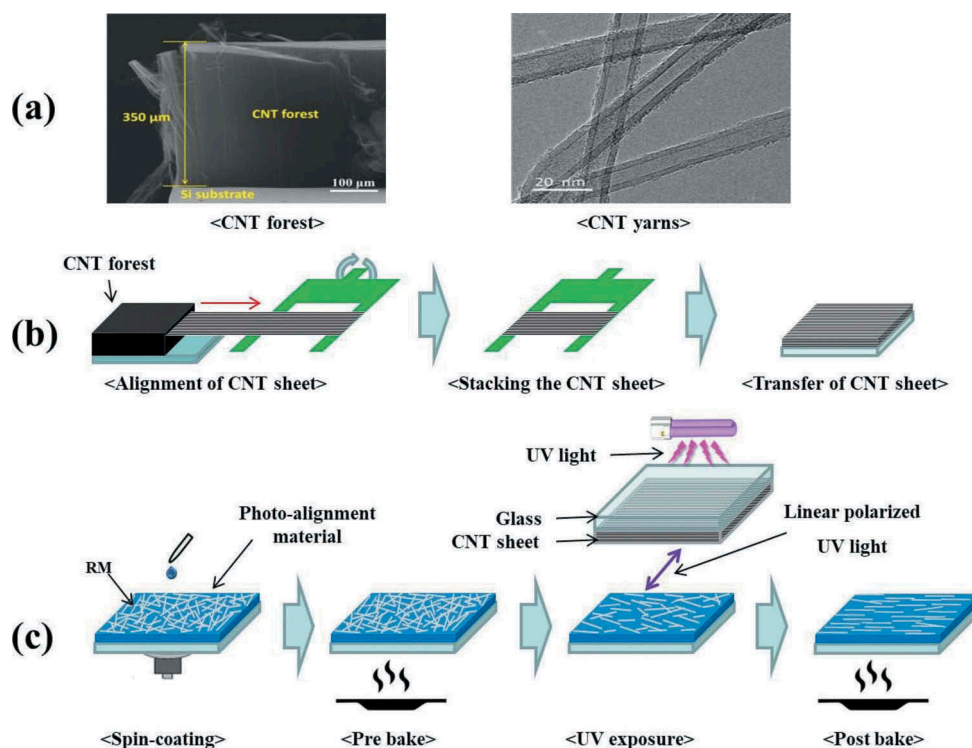 (a)
350 μm
CNT forest
Si substrate
100 μm
20 nm
<CNT forest>
<CNT yarns>
(b)
CNT forest
<Alignment of CNT sheet>
<Stacking the CNT sheet>
<Transfer of CNT sheet>
(c)
UV light
Glass
CNT sheet
Linear polarized
UV light
Photo-alignment
material
RM
<Spin-coating>
<Pre bake>
<UV exposure>
<Post bake>